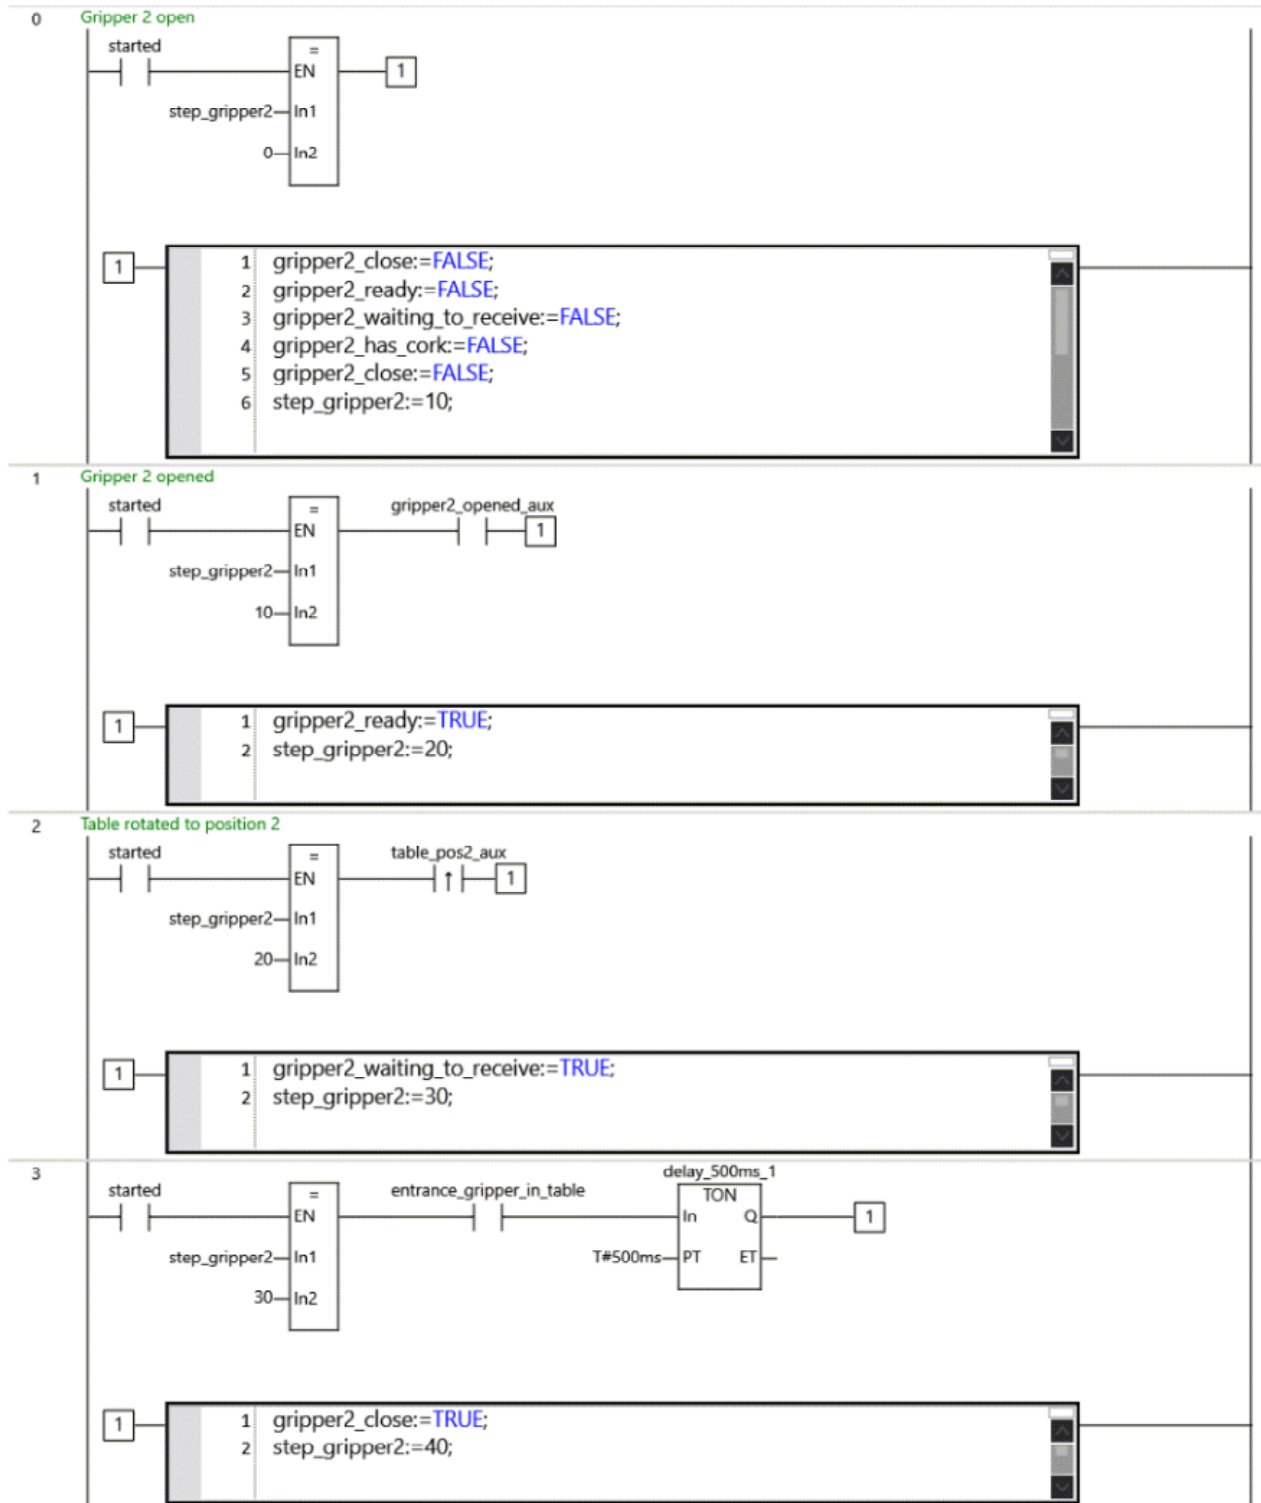 0 Gripper 2 open
started
=
EN 1
step_gripper2 In1
0 In2
1
1 gripper2_close:=FALSE;
2 gripper2_ready:=FALSE;
3 gripper2_waiting_to_receive:=FALSE;
4 gripper2_has_cork:=FALSE;
5 gripper2_close:=FALSE;
6 step_gripper2:=10;
1 Gripper 2 opened
started = gripper2_opened_aux
EN 1
step_gripper2 In1
10 In2
1
1 gripper2_ready:=TRUE;
2 step_gripper2:=20;
2 Table rotated to position 2
started = table_pos2_aux
EN ↑ 1
step_gripper2 In1
20 In2
1
1 gripper2_waiting_to_receive:=TRUE;
2 step_gripper2:=30;
3 delay_500ms_1
started = entrance_gripper_in_table TON
EN In Q 1
step_gripper2 In1 T#500ms PT ET
30 In2
1
1 gripper2_close:=TRUE;
2 step_gripper2:=40;